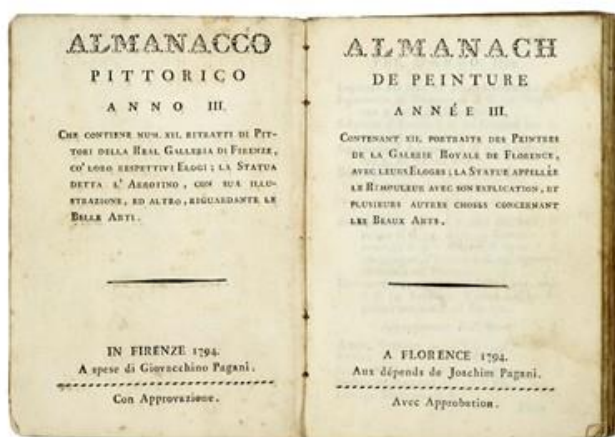 ALMANACCO
PITTORICO
ANNO III.
CHE CONTIENE NUM. XII. RITRATTI DI PIT-
TORI DELLA REAL GALLERIA DI FIRENZE,
CO' LORO RESPETTIVI ELOGI; LA STATUA
DETTA L'ARROTINO, CON SUA ILLU-
STRAZIONE, ED ALTRO, RIGUARDANTE LE
BELLE ARTI.
IN FIRENZE 1794.
A spese di Giovacchino Pagani.
Con Approvazione.
ALMANACH
DE PEINTURE
ANNÉE III.
CONTENANT XII. PORTRAITS DES PEINTRES
DE LA GALERIE ROYALE DE FLORENCE,
AVEC LEURS ELOGES; LA STATUE APPELLÉE
LE REMOULEUR AVEC SON EXPLICATION, ET
PLUSIEURS AUTRES CHOSES CONCERNANT
LES BEAUX ARTS.
A FLORENCE 1794.
Aux dépends de Joachim Pagani.
Avec Approbation.